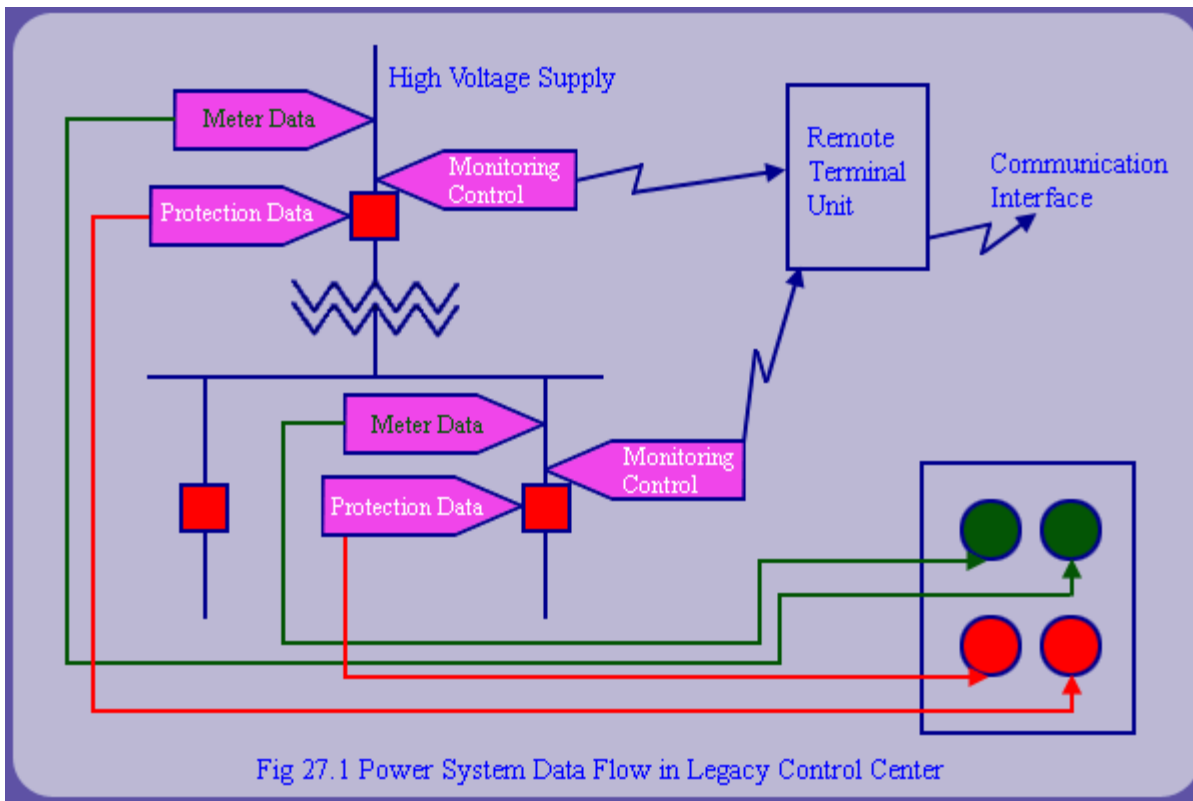 High Voltage Supply
Meter Data
Monitoring
Control
Protection Data
Remote
Terminal
Unit
Communication
Interface
Meter Data
Monitoring
Control
Protection Data
Fig 27.1 Power System Data Flow in Legacy Control Center